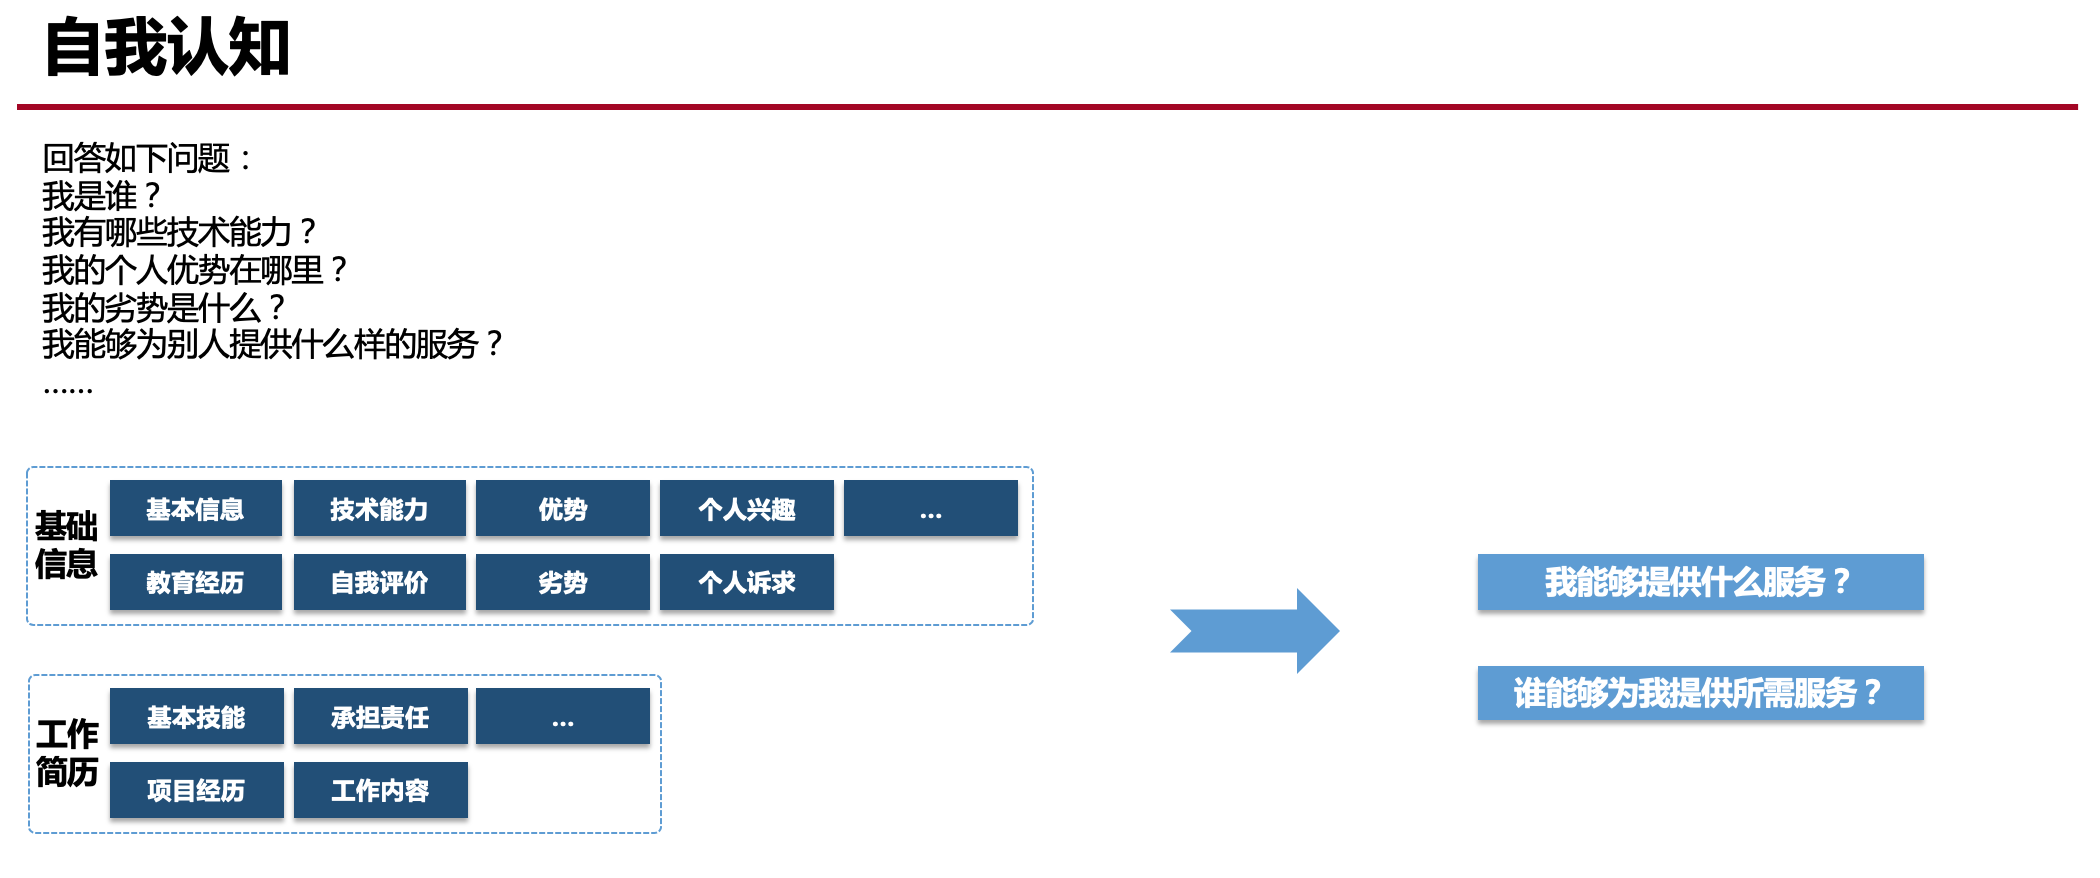 自我认知
回答如下问题：
我是谁？
我有哪些技术能力？
我的个人优势在哪里？
我的劣势是什么？
我能够为别人提供什么样的服务？
......
基础
信息
基本信息
技术能力
优势
个人兴趣
...
教育经历
自我评价
劣势
个人诉求
工作
简历
基本技能
承担责任
...
项目经历
工作内容
我能够提供什么服务？
谁能够为我提供所需服务？